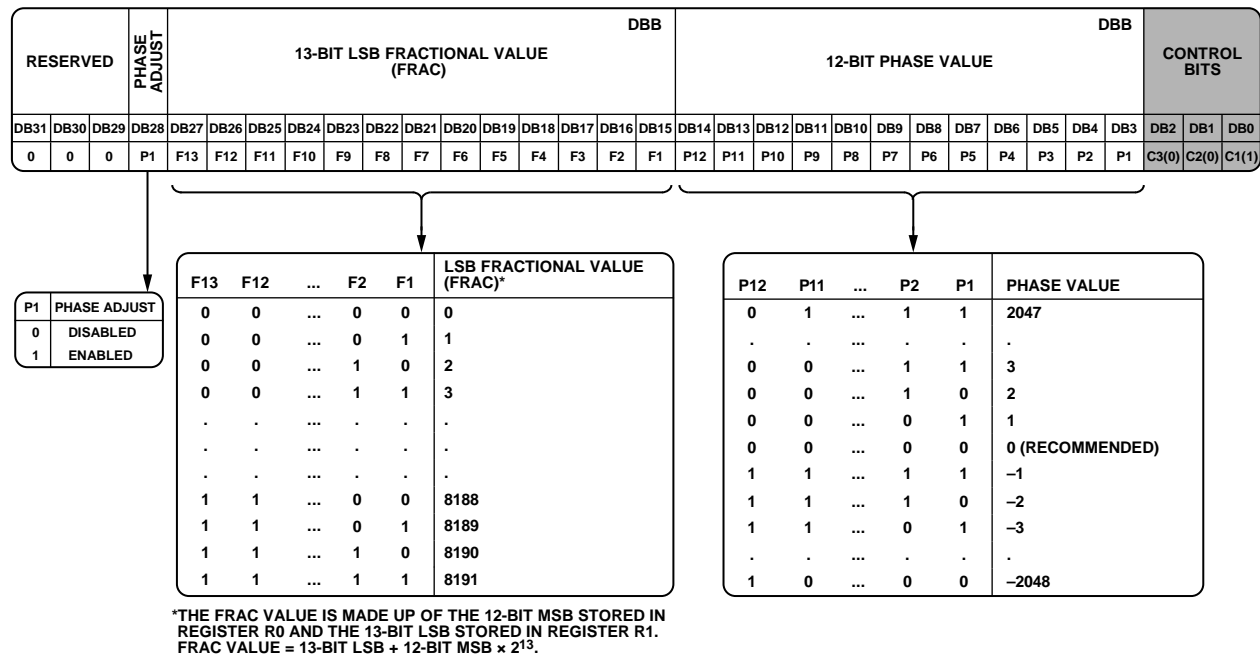 DBB DBB
RESERVED PHASE ADJUST 13-BIT LSB FRACTIONAL VALUE (FRAC) 12-BIT PHASE VALUE CONTROL BITS
DB31 DB30 DB29 DB28 DB27 DB26 DB25 DB24 DB23 DB22 DB21 DB20 DB19 DB18 DB17 DB16 DB15 DB14 DB13 DB12 DB11 DB10 DB9 DB8 DB7 DB6 DB5 DB4 DB3 DB2 DB1 DB0
0 0 0 P1 F13 F12 F11 F10 F9 F8 F7 F6 F5 F4 F3 F2 F1 P12 P11 P10 P9 P8 P7 P6 P5 P4 P3 P2 P1 C3(0) C2(0) C1(1)
P1 PHASE ADJUST
0 DISABLED
1 ENABLED
F13 F12 ... F2 F1 LSB FRACTIONAL VALUE (FRAC)*
0 0 ... 0 0 0
0 0 ... 0 1 1
0 0 ... 1 0 2
0 0 ... 1 1 3
. . ... . . .
. . ... . . .
. . ... . . .
1 1 ... 0 0 8188
1 1 ... 0 1 8189
1 1 ... 1 0 8190
1 1 ... 1 1 8191
*THE FRAC VALUE IS MADE UP OF THE 12-BIT MSB STORED IN
REGISTER R0 AND THE 13-BIT LSB STORED IN REGISTER R1.
FRAC VALUE = 13-BIT LSB + 12-BIT MSB × 2¹³.
P12 P11 ... P2 P1 PHASE VALUE
0 1 ... 1 1 2047
. . ... . . .
0 0 ... 1 1 3
0 0 ... 1 0 2
0 0 ... 0 1 1
0 0 ... 0 0 0 (RECOMMENDED)
1 1 ... 1 1 –1
1 1 ... 1 0 –2
1 1 ... 0 1 –3
. . ... . . .
1 0 ... 0 0 –2048